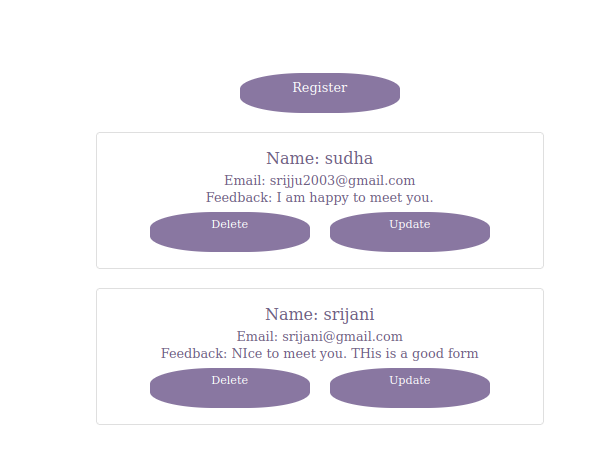 Register
Name: sudha
Email: srijju2003@gmail.com
Feedback: I am happy to meet you.
Delete Update
Name: srijani
Email: srijani@gmail.com
Feedback: NIce to meet you. THis is a good form
Delete Update